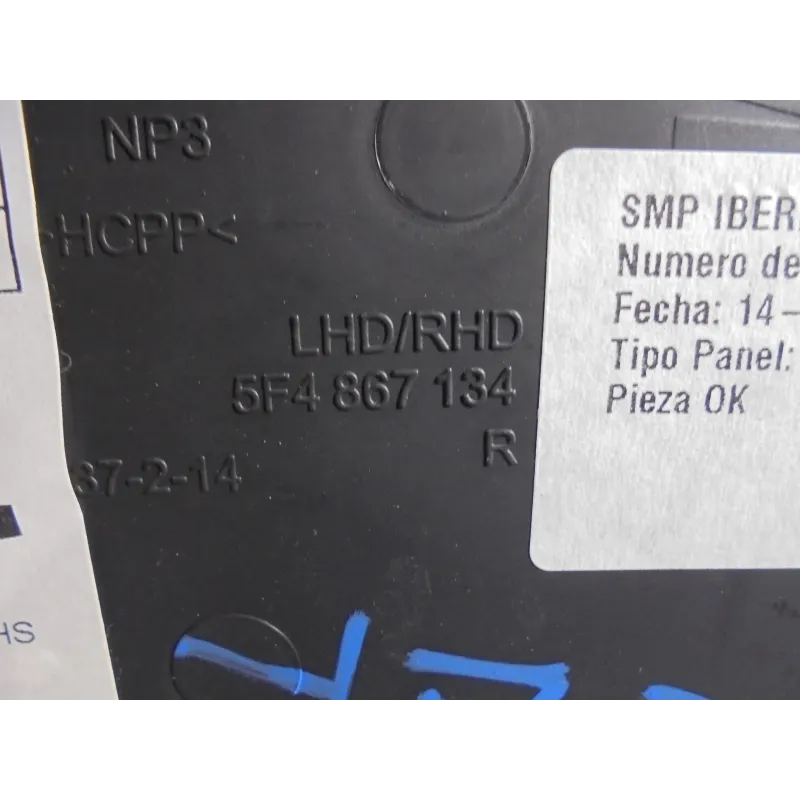 NP3
>HCPP<
LHD/RHD
5F4 867 134
R
37-2-14
SMP IBER
Numero de
Fecha: 14-
Tipo Panel:
Pieza OK
HS